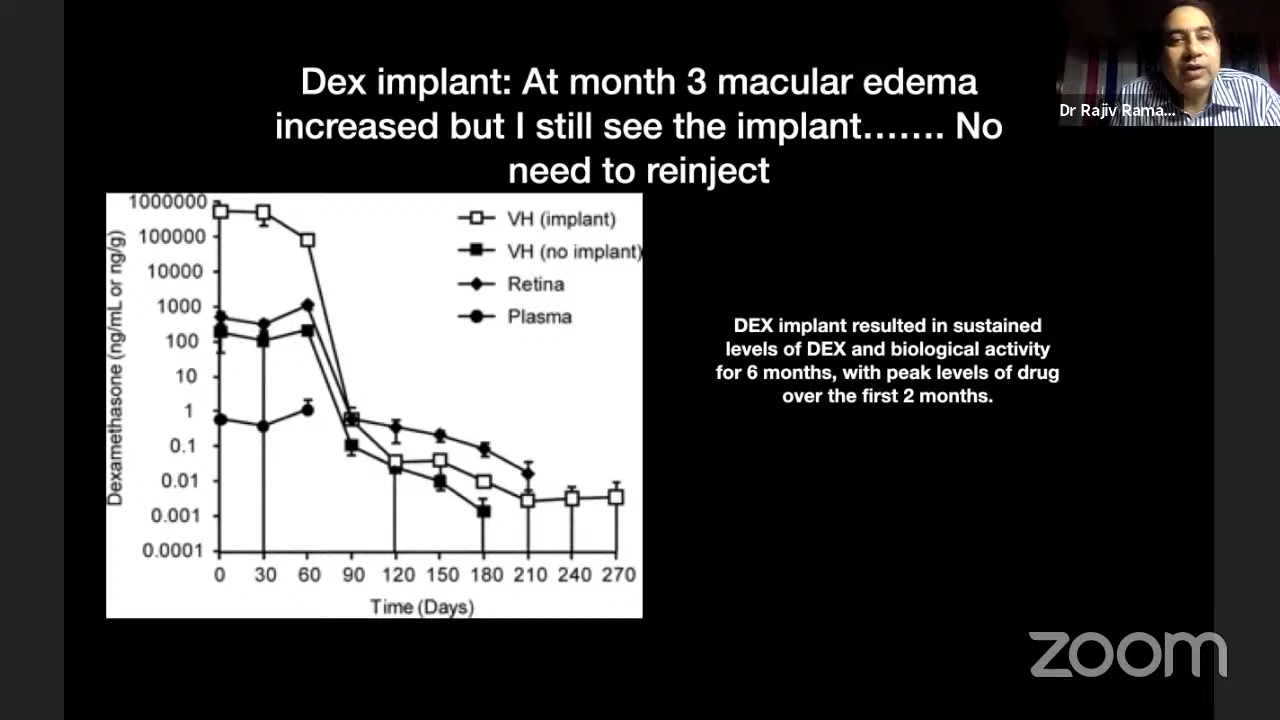 Dex implant: At month 3 macular edema
increased but I still see the implant……. No
need to reinject
Dr Rajiv Rama...
Dexamethasone (ng/mL or ng/g)
1000000
100000
10000
1000
100
10
1
0.1
0.01
0.001
0.0001
VH (implant)
VH (no implant)
Retina
Plasma
0 30 60 90 120 150 180 210 240 270
Time (Days)
DEX implant resulted in sustained
levels of DEX and biological activity
for 6 months, with peak levels of drug
over the first 2 months.
zoom